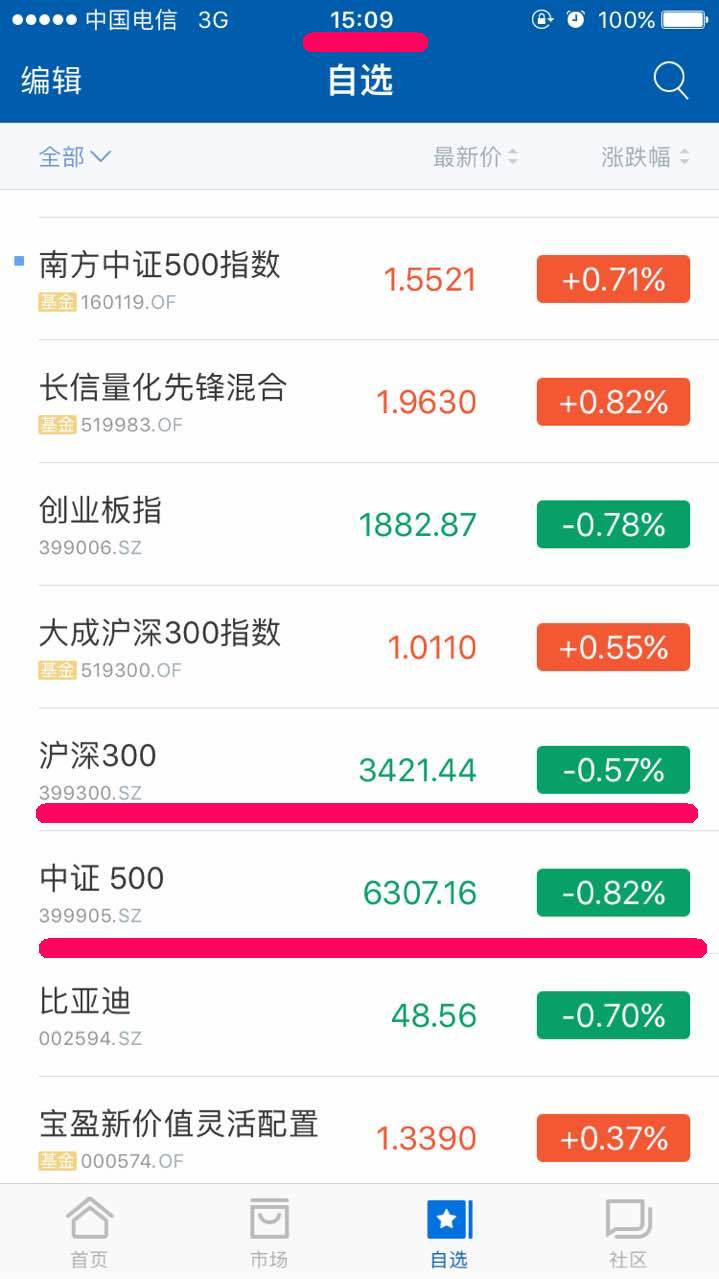 中国电信 3G 15:09 100%
编辑 自选
全部 最新价 涨跌幅
南方中证500指数 1.5521 +0.71%
基金 160119.OF
长信量化先锋混合 1.9630 +0.82%
基金 519983.OF
创业板指 1882.87 -0.78%
399006.SZ
大成沪深300指数 1.0110 +0.55%
基金 519300.OF
沪深300 3421.44 -0.57%
399300.SZ
中证 500 6307.16 -0.82%
399905.SZ
比亚迪 48.56 -0.70%
002594.SZ
宝盈新价值灵活配置 1.3390 +0.37%
基金 000574.OF
首页 市场 自选 社区